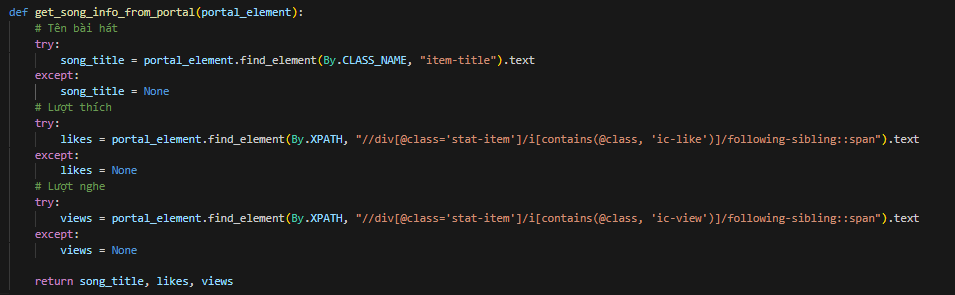 def get_song_info_from_portal(portal_element):
    # Tên bài hát
    try:
        song_title = portal_element.find_element(By.CLASS_NAME, "item-title").text
    except:
        song_title = None
    # Lượt thích
    try:
        likes = portal_element.find_element(By.XPATH, "//div[@class='stat-item']/i[contains(@class, 'ic-like')]/following-sibling::span").text
    except:
        likes = None
    # Lượt nghe
    try:
        views = portal_element.find_element(By.XPATH, "//div[@class='stat-item']/i[contains(@class, 'ic-view')]/following-sibling::span").text
    except:
        views = None

    return song_title, likes, views